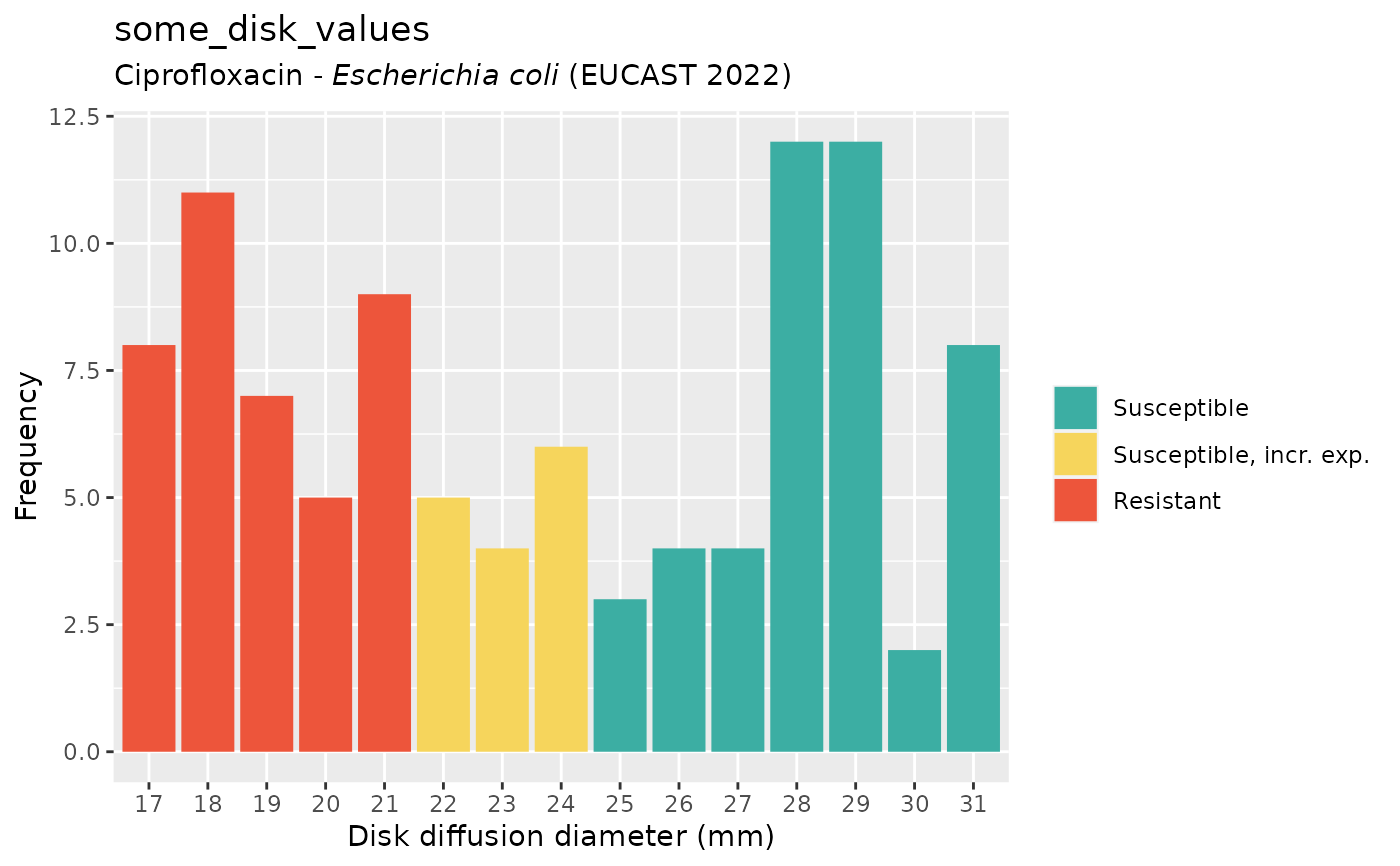 some_disk_values
Ciprofloxacin - Escherichia coli (EUCAST 2022)
Frequency
12.5
10.0
7.5
5.0
2.5
0.0
17 18 19 20 21 22 23 24 25 26 27 28 29 30 31
Disk diffusion diameter (mm)
Susceptible
Susceptible, incr. exp.
Resistant